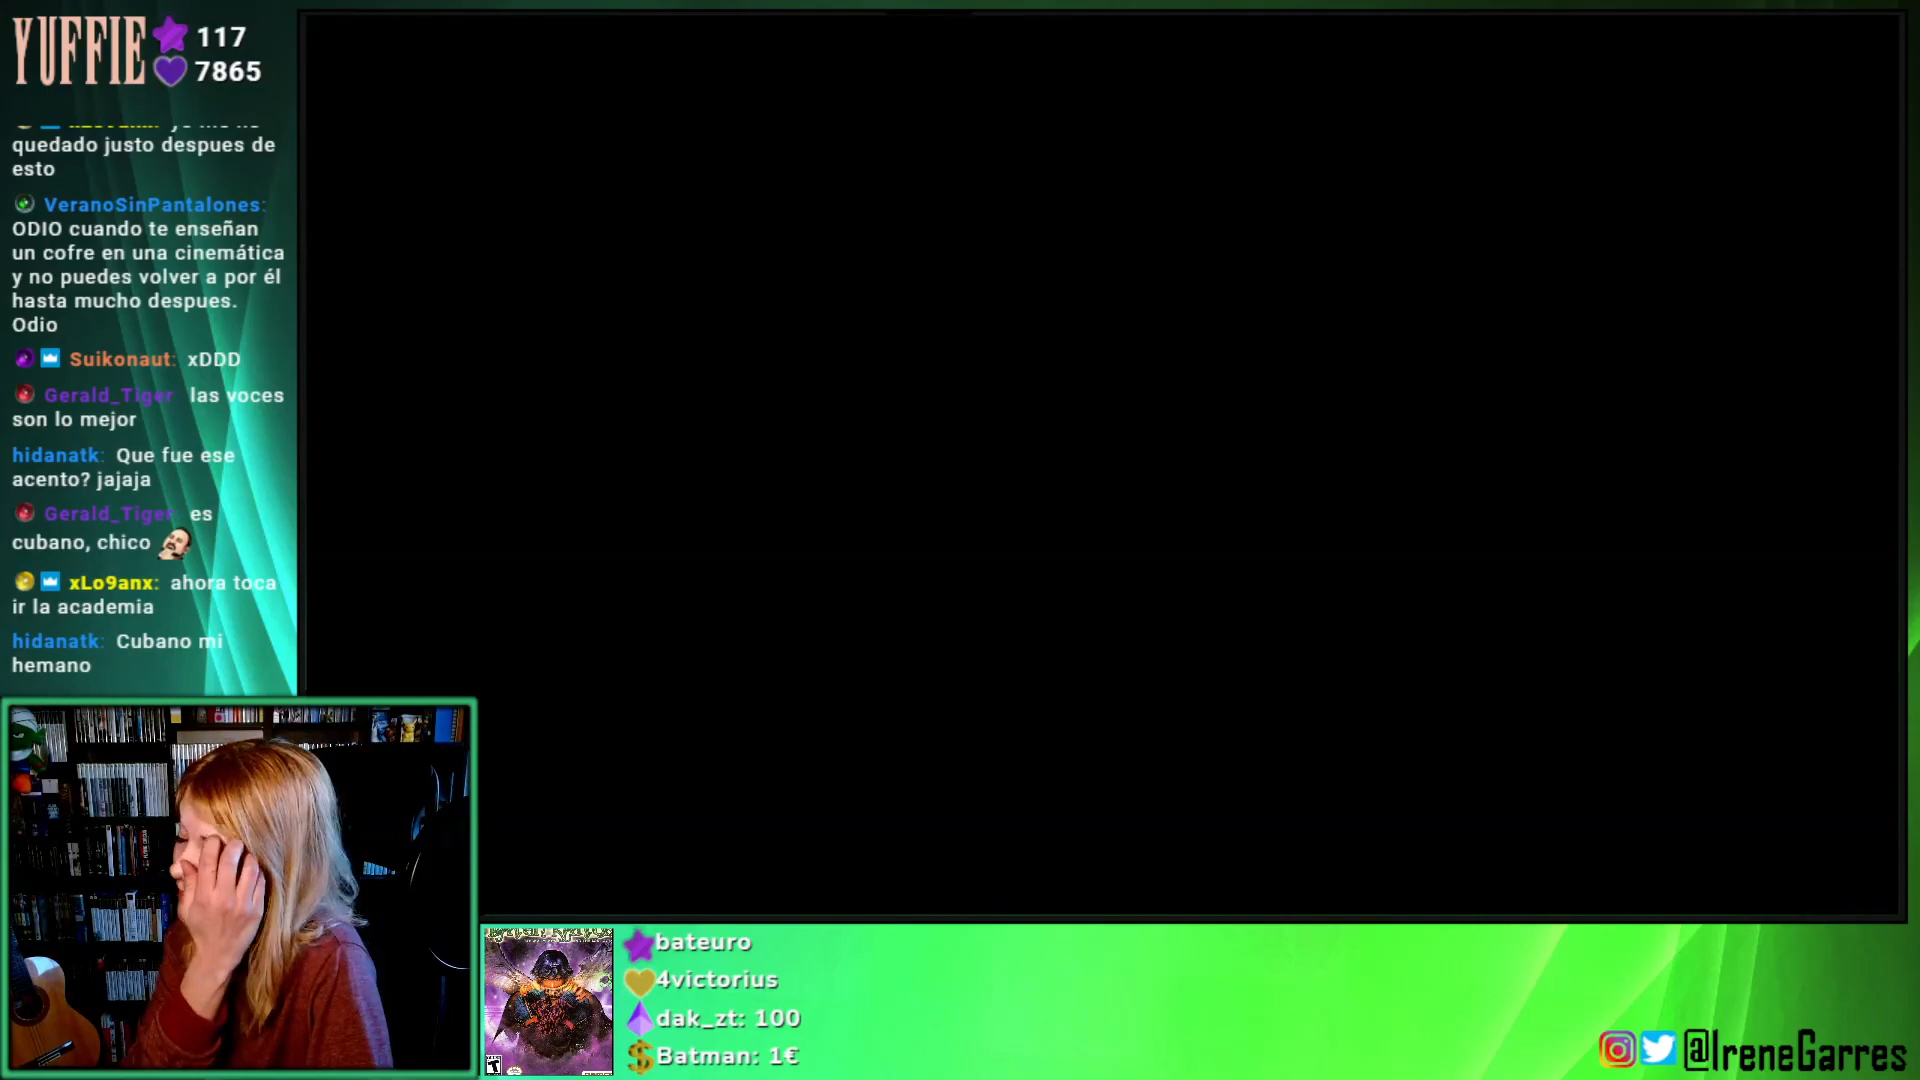 YUFFIE
117
7865
quedado justo despues de
esto
VeranoSinPantalones:
ODIO cuando te enseñan
un cofre en una cinemática
y no puedes volver a por él
hasta mucho despues.
Odio
Suikonaut: xDDD
Gerald_Tiger: las voces
son lo mejor
hidanatk: Que fue ese
acento? jajaja
Gerald_Tiger: es
cubano, chico
xLo9anx: ahora toca
ir la academia
hidanatk: Cubano mi
hemano
bateuro
4victorius
dak_zt: 100
Batman: 1€
T
@IreneGarres